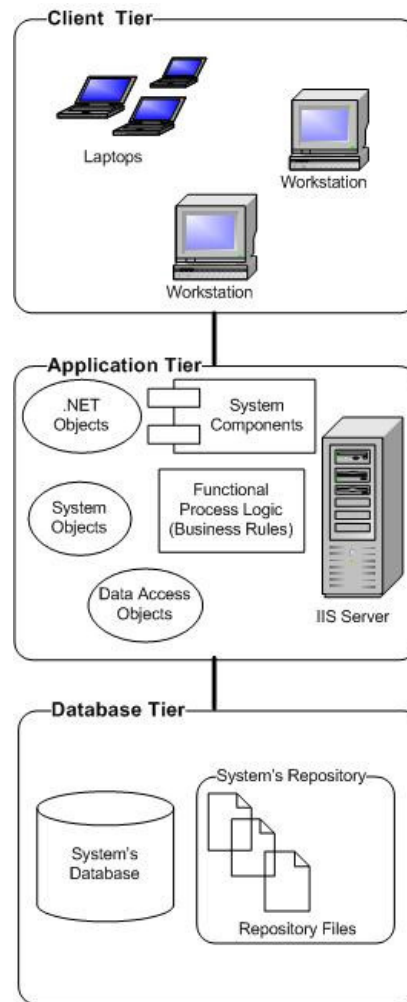 Client Tier
Laptops
Workstation
Workstation
Application Tier
.NET
Objects
System
Components
System
Objects
Functional
Process Logic
(Business Rules)
Data Access
Objects
IIS Server
Database Tier
System's
Database
System's Repository
Repository Files